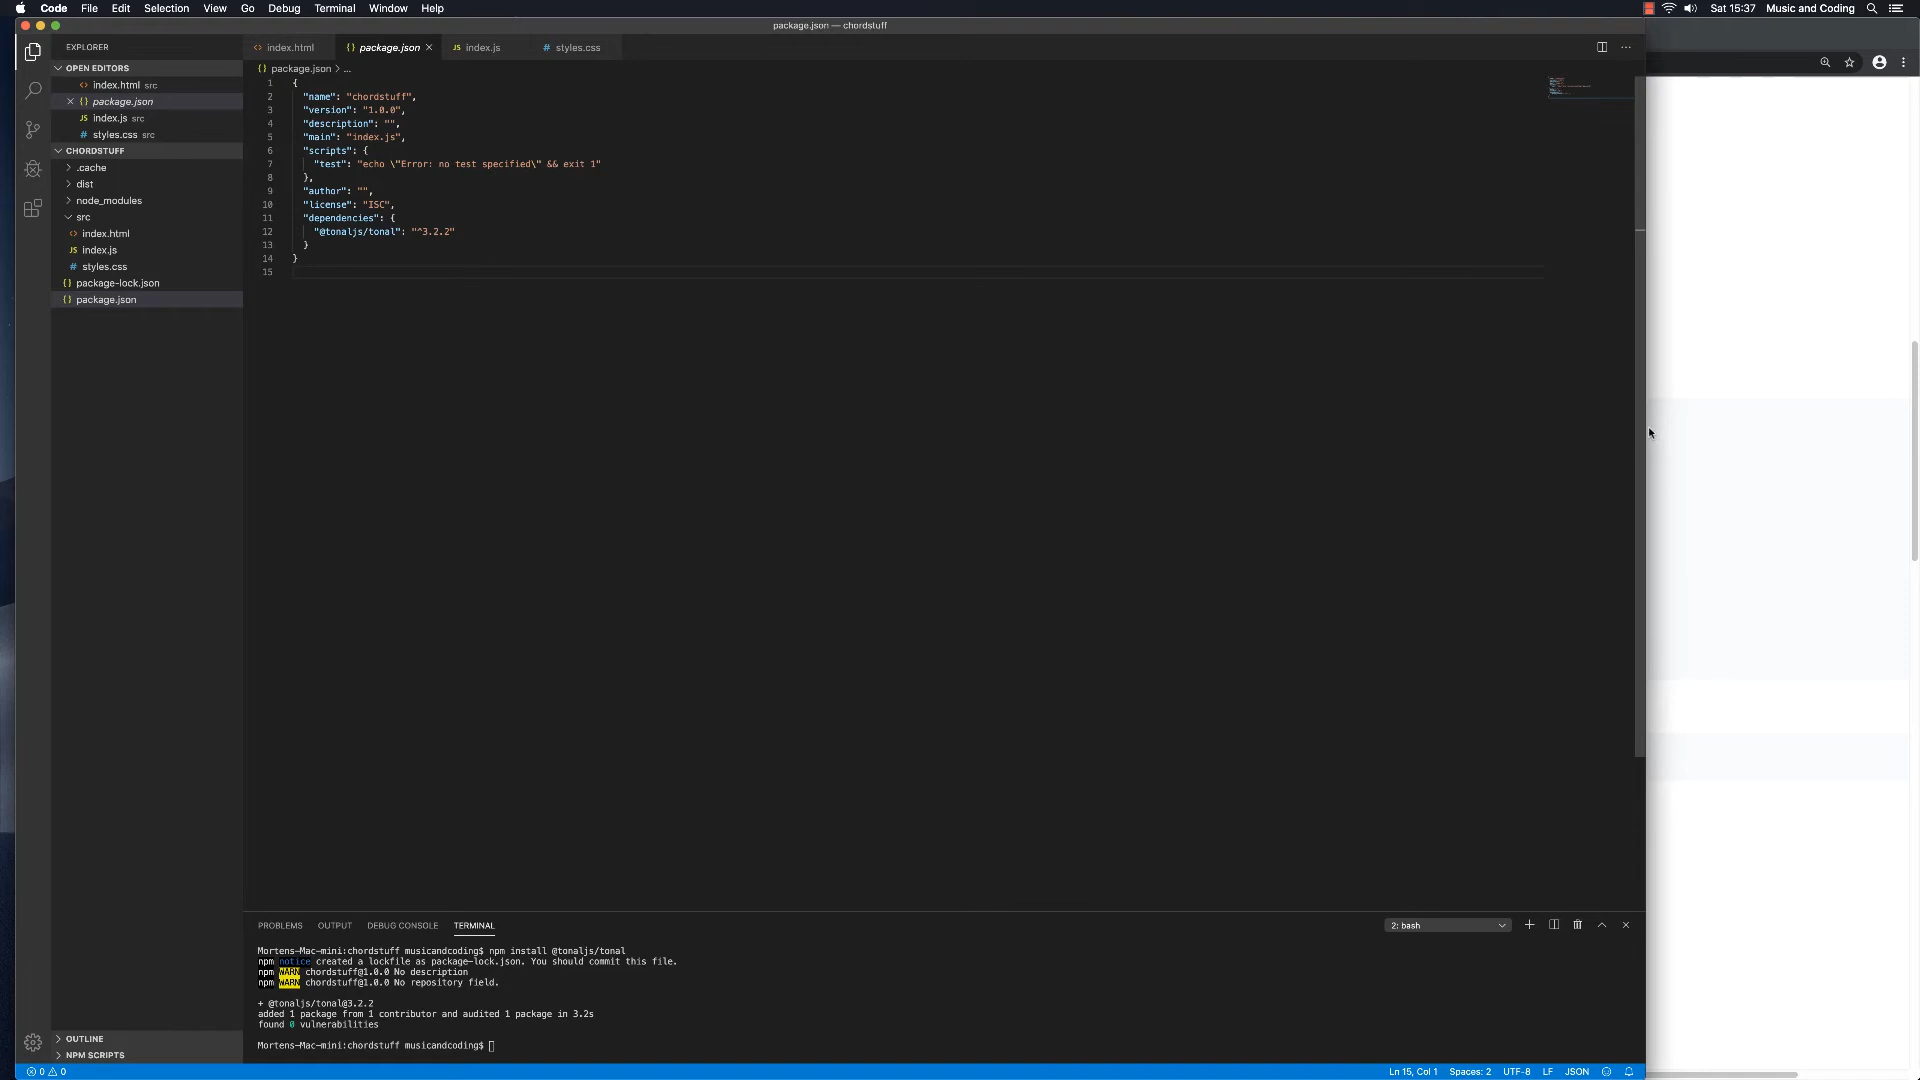 Code File Edit Selection View Go Debug Terminal Window Help Sat 15:37 Music and Coding
package.json — chordstuff
EXPLORER
OPEN EDITORS
index.html src
package.json
JS index.js src
# styles.css src
CHORDSTUFF
.cache
dist
node_modules
src
index.html
JS index.js
# styles.css
{} package-lock.json
{} package.json
OUTLINE
NPM SCRIPTS
index.html {} package.json JS index.js # styles.css
{} package.json > ...
1 {
2 "name": "chordstuff",
3 "version": "1.0.0",
4 "description": "",
5 "main": "index.js",
6 "scripts": {
7 "test": "echo \"Error: no test specified\" && exit 1"
8 },
9 "author": "",
10 "license": "ISC",
11 "dependencies": {
12 "@tonaljs/tonal": "^3.2.2"
13 }
14 }
15
PROBLEMS OUTPUT DEBUG CONSOLE TERMINAL 2: bash
Mortens-Mac-mini:chordstuff musicandcoding$ npm install @tonaljs/tonal
npm notice created a lockfile as package-lock.json. You should commit this file.
npm WARN chordstuff@1.0.0 No description
npm WARN chordstuff@1.0.0 No repository field.
+ @tonaljs/tonal@3.2.2
added 1 package from 1 contributor and audited 1 package in 3.2s
found 0 vulnerabilities
Mortens-Mac-mini:chordstuff musicandcoding$
0 0 Ln 15, Col 1 Spaces: 2 UTF-8 LF JSON